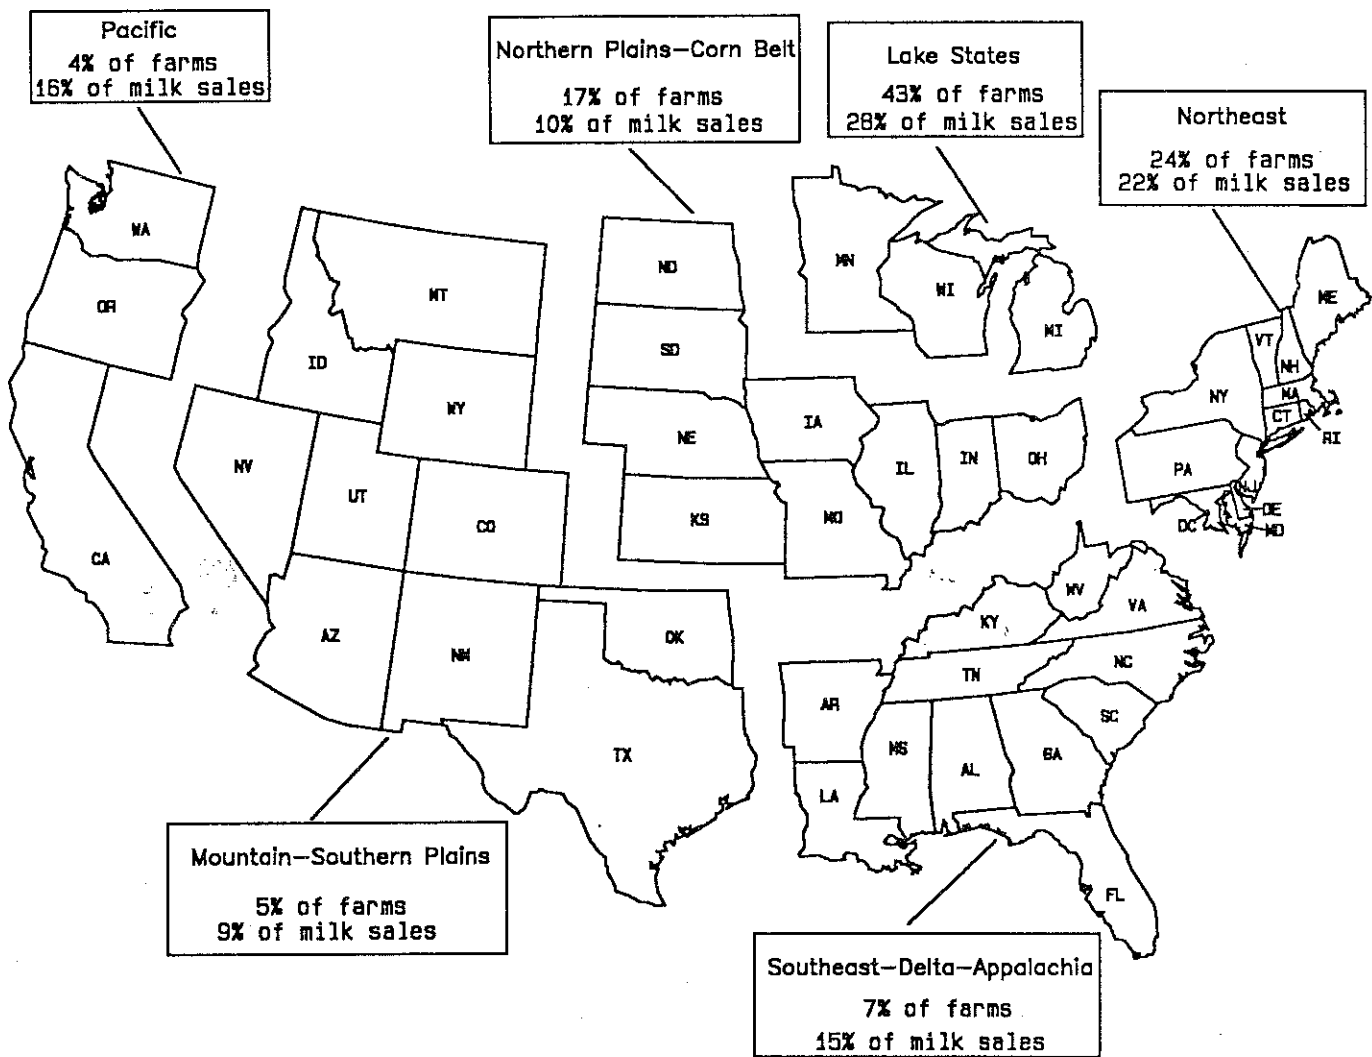 Pacific
4% of farms
16% of milk sales
Northern Plains-Corn Belt
17% of farms
10% of milk sales
Lake States
43% of farms
28% of milk sales
Northeast
24% of farms
22% of milk sales
WA
OR
CA
NV
ID
MT
WY
UT
CO
AZ
NM
ND
SD
NE
KS
OK
TX
MN
WI
MI
IA
MO
IL
IN
OH
ME
VT
NH
NY
MA
CT
RI
PA
NJ
DE
MD
DC
WV
VA
KY
TN
NC
SC
AR
LA
MS
AL
GA
FL
Mountain-Southern Plains
5% of farms
9% of milk sales
Southeast-Delta-Appalachia
7% of farms
15% of milk sales